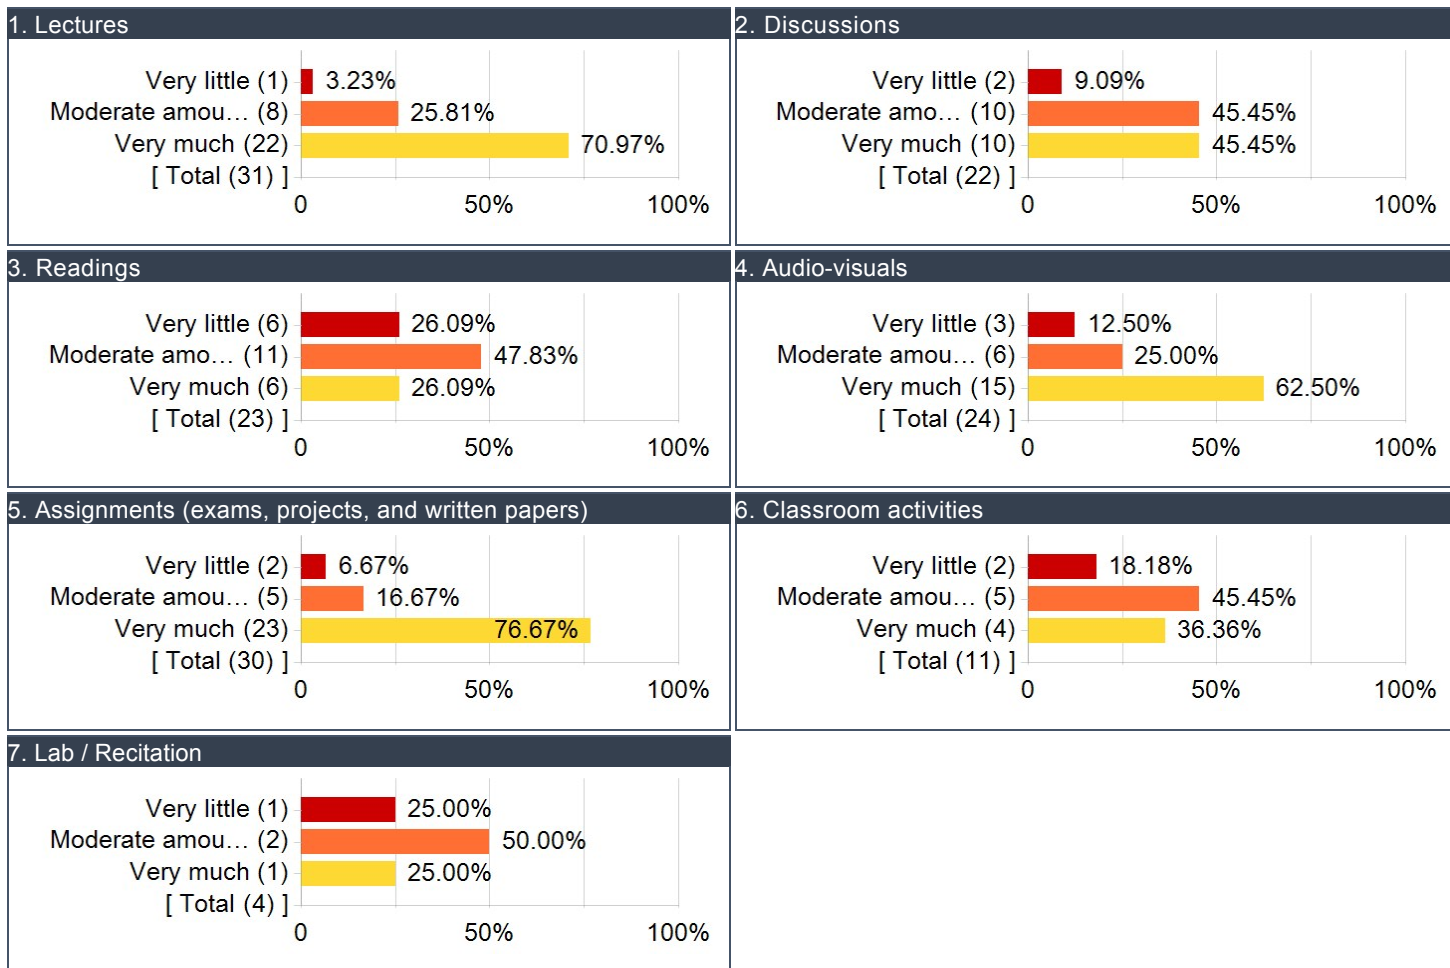 1. Lectures
Very little (1) 3.23%
Moderate amou... (8) 25.81%
Very much (22) 70.97%
[ Total (31) ]
0 50% 100%
2. Discussions
Very little (2) 9.09%
Moderate amo... (10) 45.45%
Very much (10) 45.45%
[ Total (22) ]
0 50% 100%
3. Readings
Very little (6) 26.09%
Moderate amo... (11) 47.83%
Very much (6) 26.09%
[ Total (23) ]
0 50% 100%
4. Audio-visuals
Very little (3) 12.50%
Moderate amou... (6) 25.00%
Very much (15) 62.50%
[ Total (24) ]
0 50% 100%
5. Assignments (exams, projects, and written papers)
Very little (2) 6.67%
Moderate amou... (5) 16.67%
Very much (23) 76.67%
[ Total (30) ]
0 50% 100%
6. Classroom activities
Very little (2) 18.18%
Moderate amou... (5) 45.45%
Very much (4) 36.36%
[ Total (11) ]
0 50% 100%
7. Lab / Recitation
Very little (1) 25.00%
Moderate amou... (2) 50.00%
Very much (1) 25.00%
[ Total (4) ]
0 50% 100%